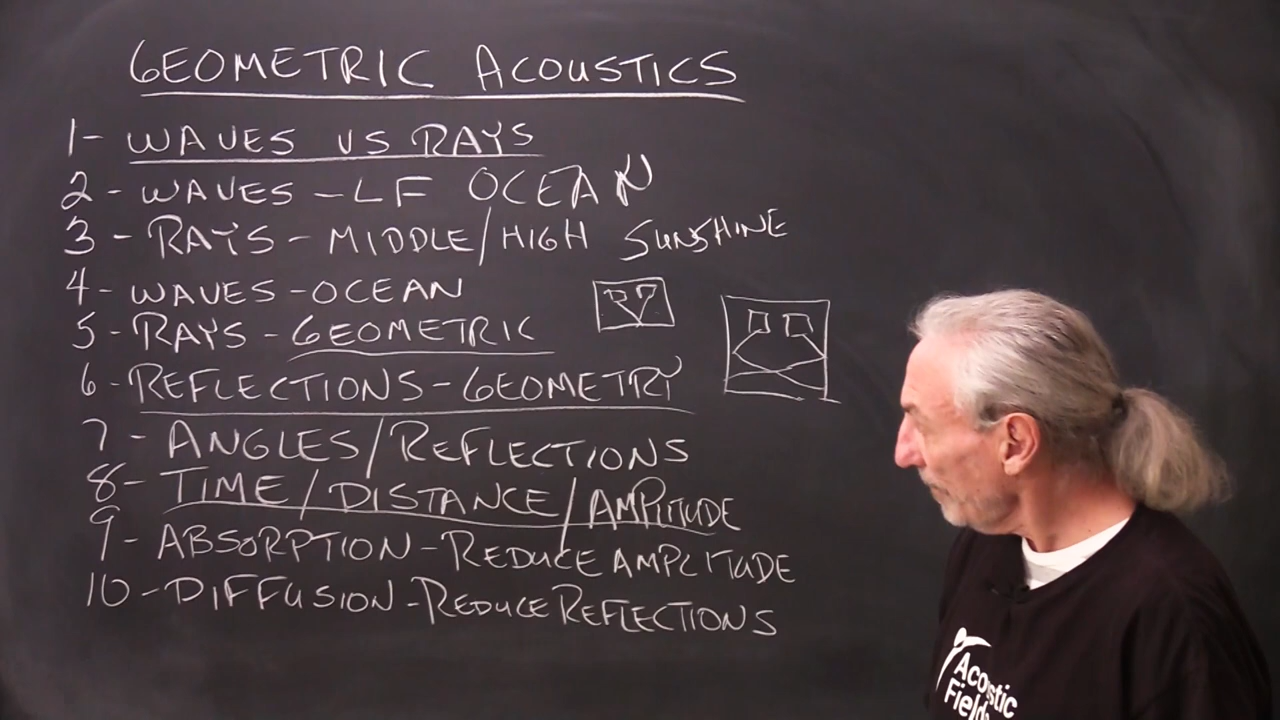 GEOMETRIC ACOUSTICS
1- WAVES VS RAYS
2- WAVES - LF OCEAN
3- RAYS - MIDDLE/HIGH SUNSHINE
4- WAVES - OCEAN
5- RAYS - GEOMETRIC
6- REFLECTIONS - GEOMETRY
7- ANGLES/REFLECTIONS
8- TIME/DISTANCE/AMPLITUDE
9- ABSORPTION - REDUCE AMPLITUDE
10- DIFFUSION - REDUCE REFLECTIONS
Acoustic